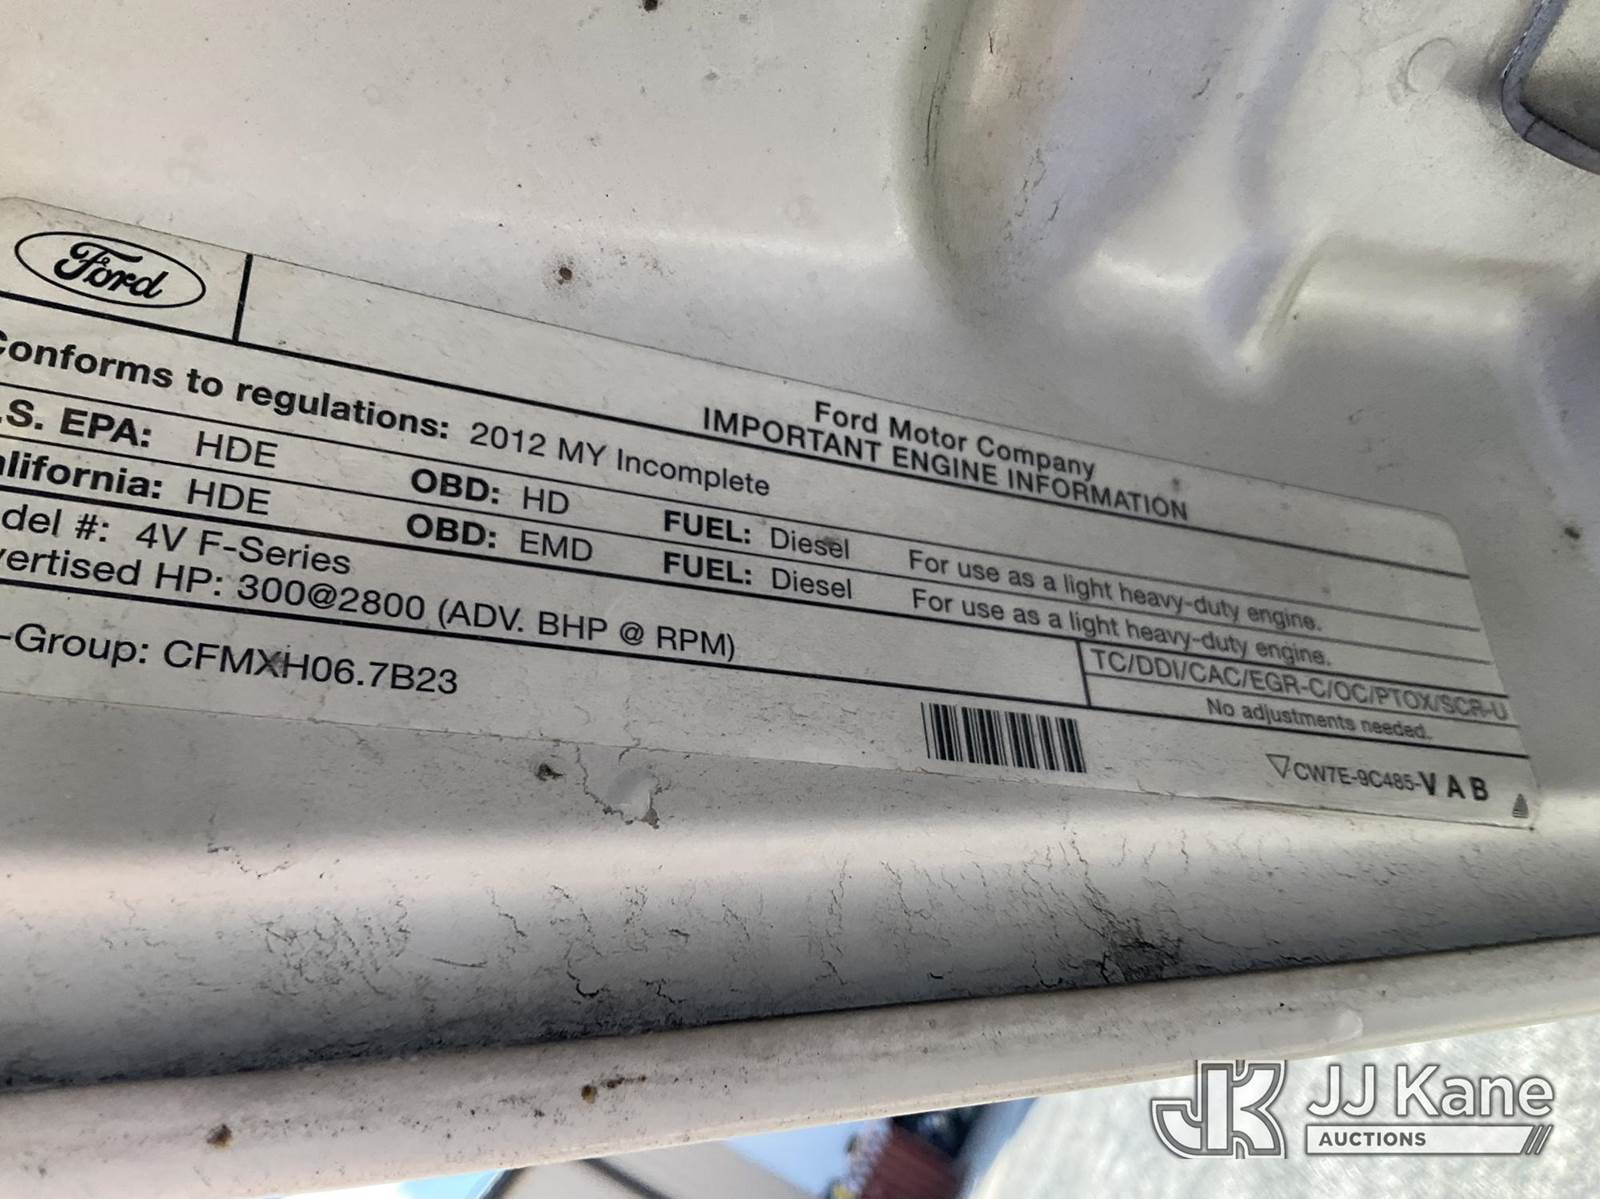 Ford
Ford Motor Company
IMPORTANT ENGINE INFORMATION
Conforms to regulations: 2012 MY Incomplete
.S. EPA: HDE OBD: HD FUEL: Diesel For use as a light heavy-duty engine.
alifornia: HDE OBD: EMD FUEL: Diesel For use as a light heavy-duty engine.
del #: 4V F-Series
vertised HP: 300@2800 (ADV. BHP @ RPM)
TC/DDI/CAC/EGR-C/OC/PTOX/SCR-U
No adjustments needed.
-Group: CFMXH06.7B23
CW7E-9C485-V A B
JJ Kane
AUCTIONS